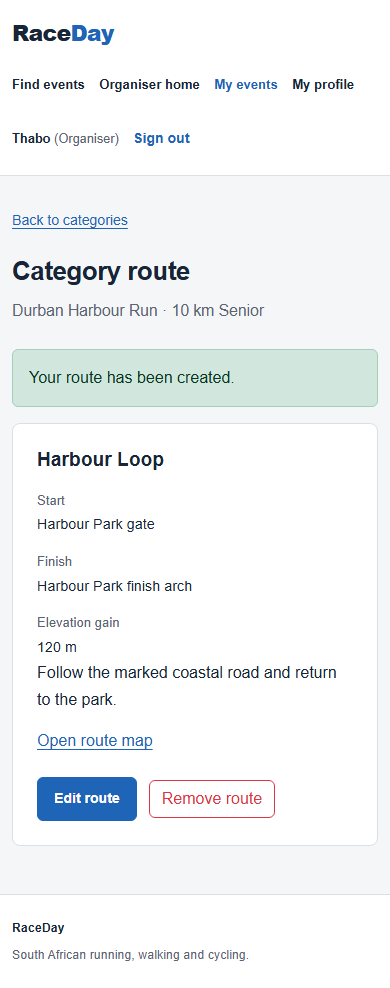 RaceDay
Find events Organiser home My events My profile
Thabo (Organiser) Sign out
Back to categories
Category route
Durban Harbour Run · 10 km Senior
Your route has been created.
Harbour Loop
Start
Harbour Park gate
Finish
Harbour Park finish arch
Elevation gain
120 m
Follow the marked coastal road and return
to the park.
Open route map
Edit route Remove route
RaceDay
South African running, walking and cycling.